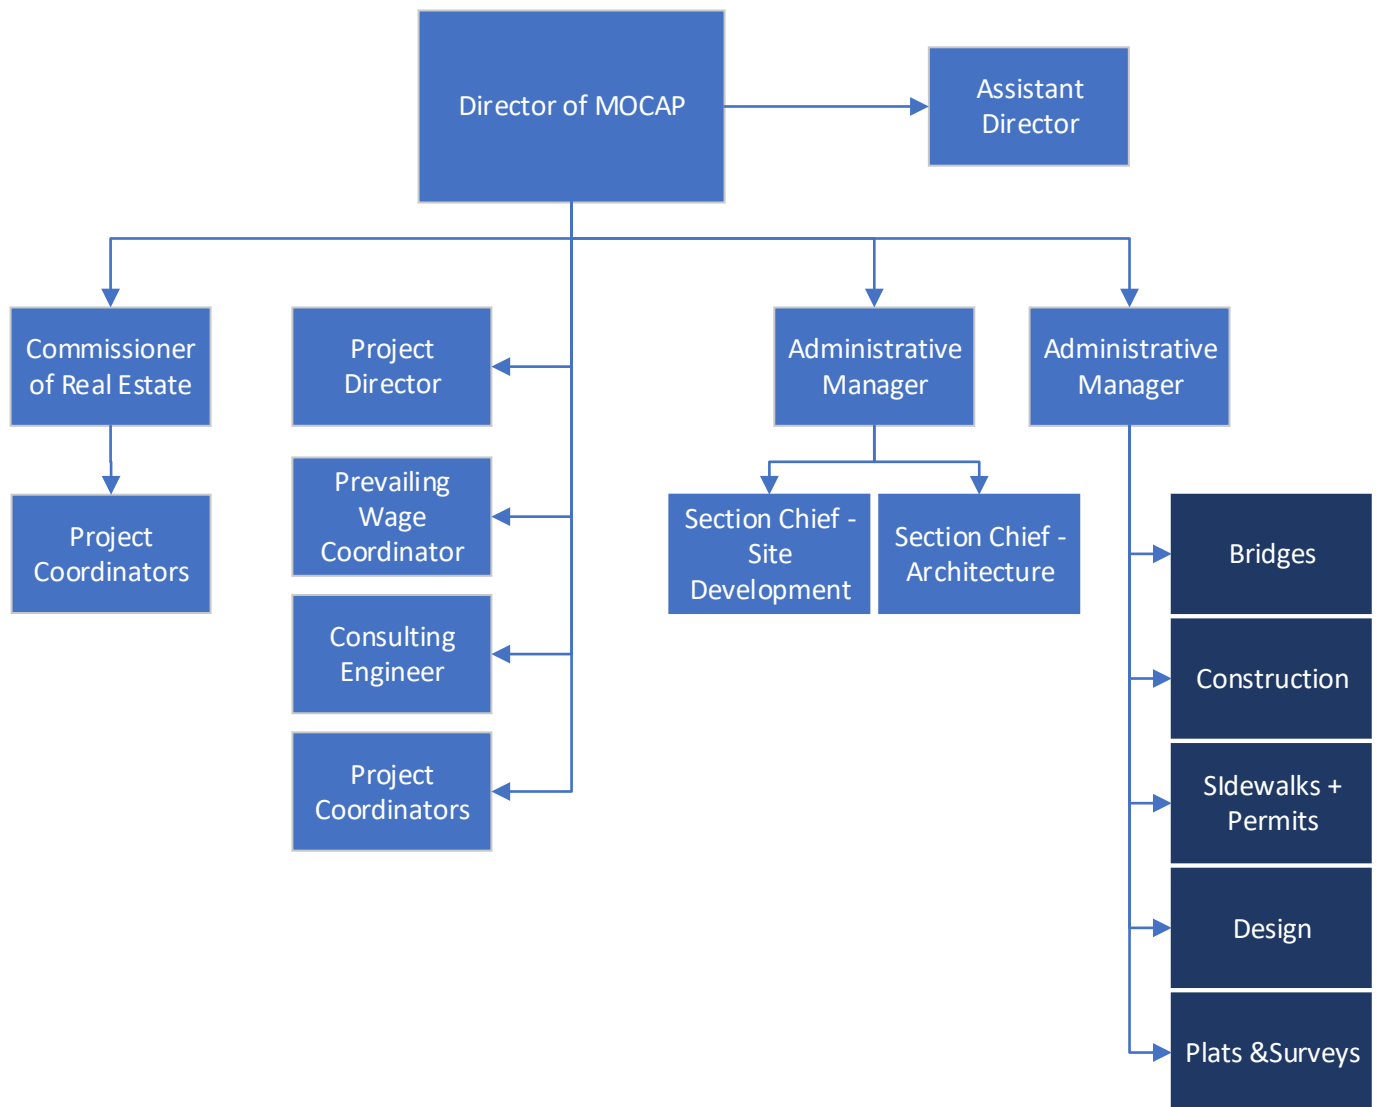 Director of MOCAP
Assistant
Director
Commissioner
of Real Estate
Project
Director
Administrative
Manager
Administrative
Manager
Project
Coordinators
Prevailing
Wage
Coordinator
Section Chief -
Site
Development
Section Chief -
Architecture
Bridges
Consulting
Engineer
Construction
Project
Coordinators
SIdewalks +
Permits
Design
Plats &Surveys